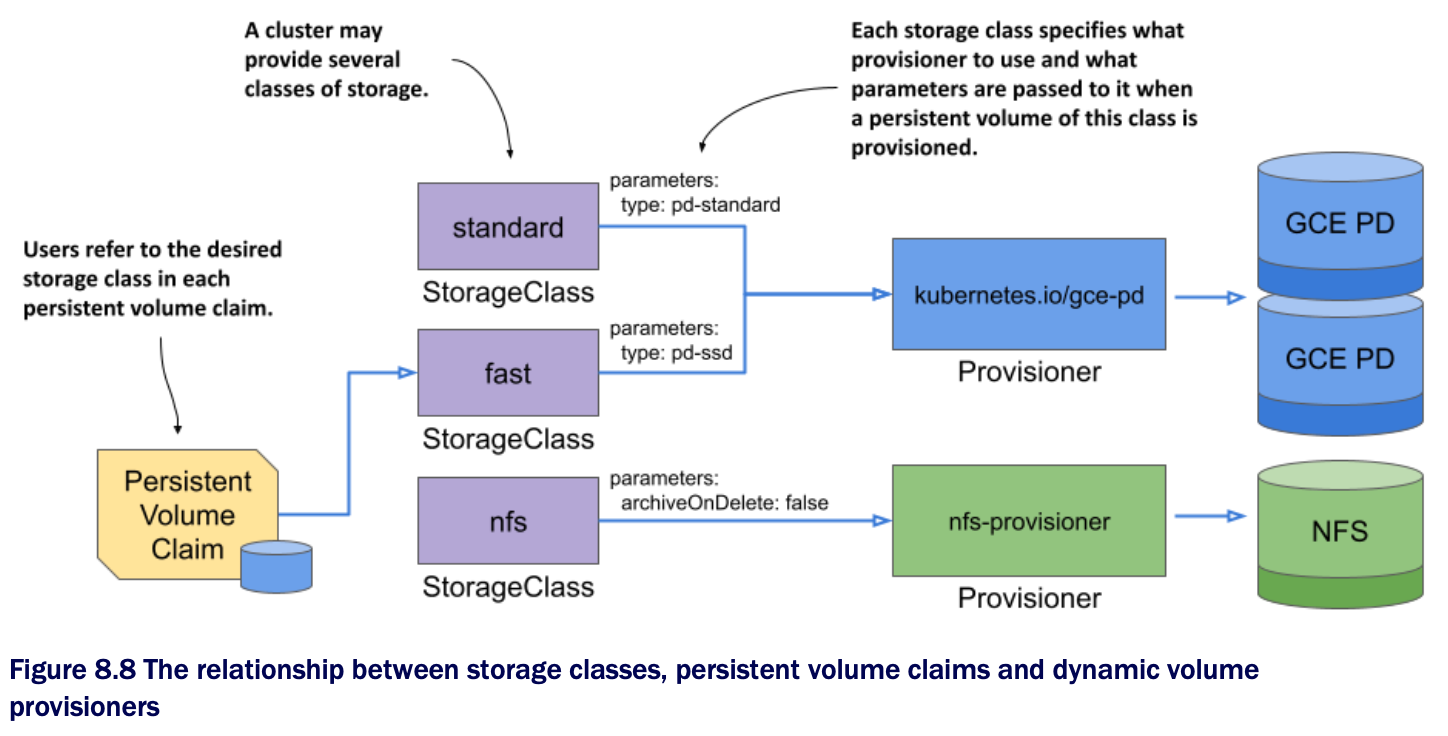 A cluster may
provide several
classes of storage.
Each storage class specifies what
provisioner to use and what
parameters are passed to it when
a persistent volume of this class is
provisioned.
Users refer to the desired
storage class in each
persistent volume claim.
Persistent
Volume
Claim
standard
StorageClass
parameters:
type: pd-standard
fast
StorageClass
parameters:
type: pd-ssd
nfs
StorageClass
parameters:
archiveOnDelete: false
kubernetes.io/gce-pd
Provisioner
GCE PD
GCE PD
nfs-provisioner
Provisioner
NFS
Figure 8.8 The relationship between storage classes, persistent volume claims and dynamic volume
provisioners